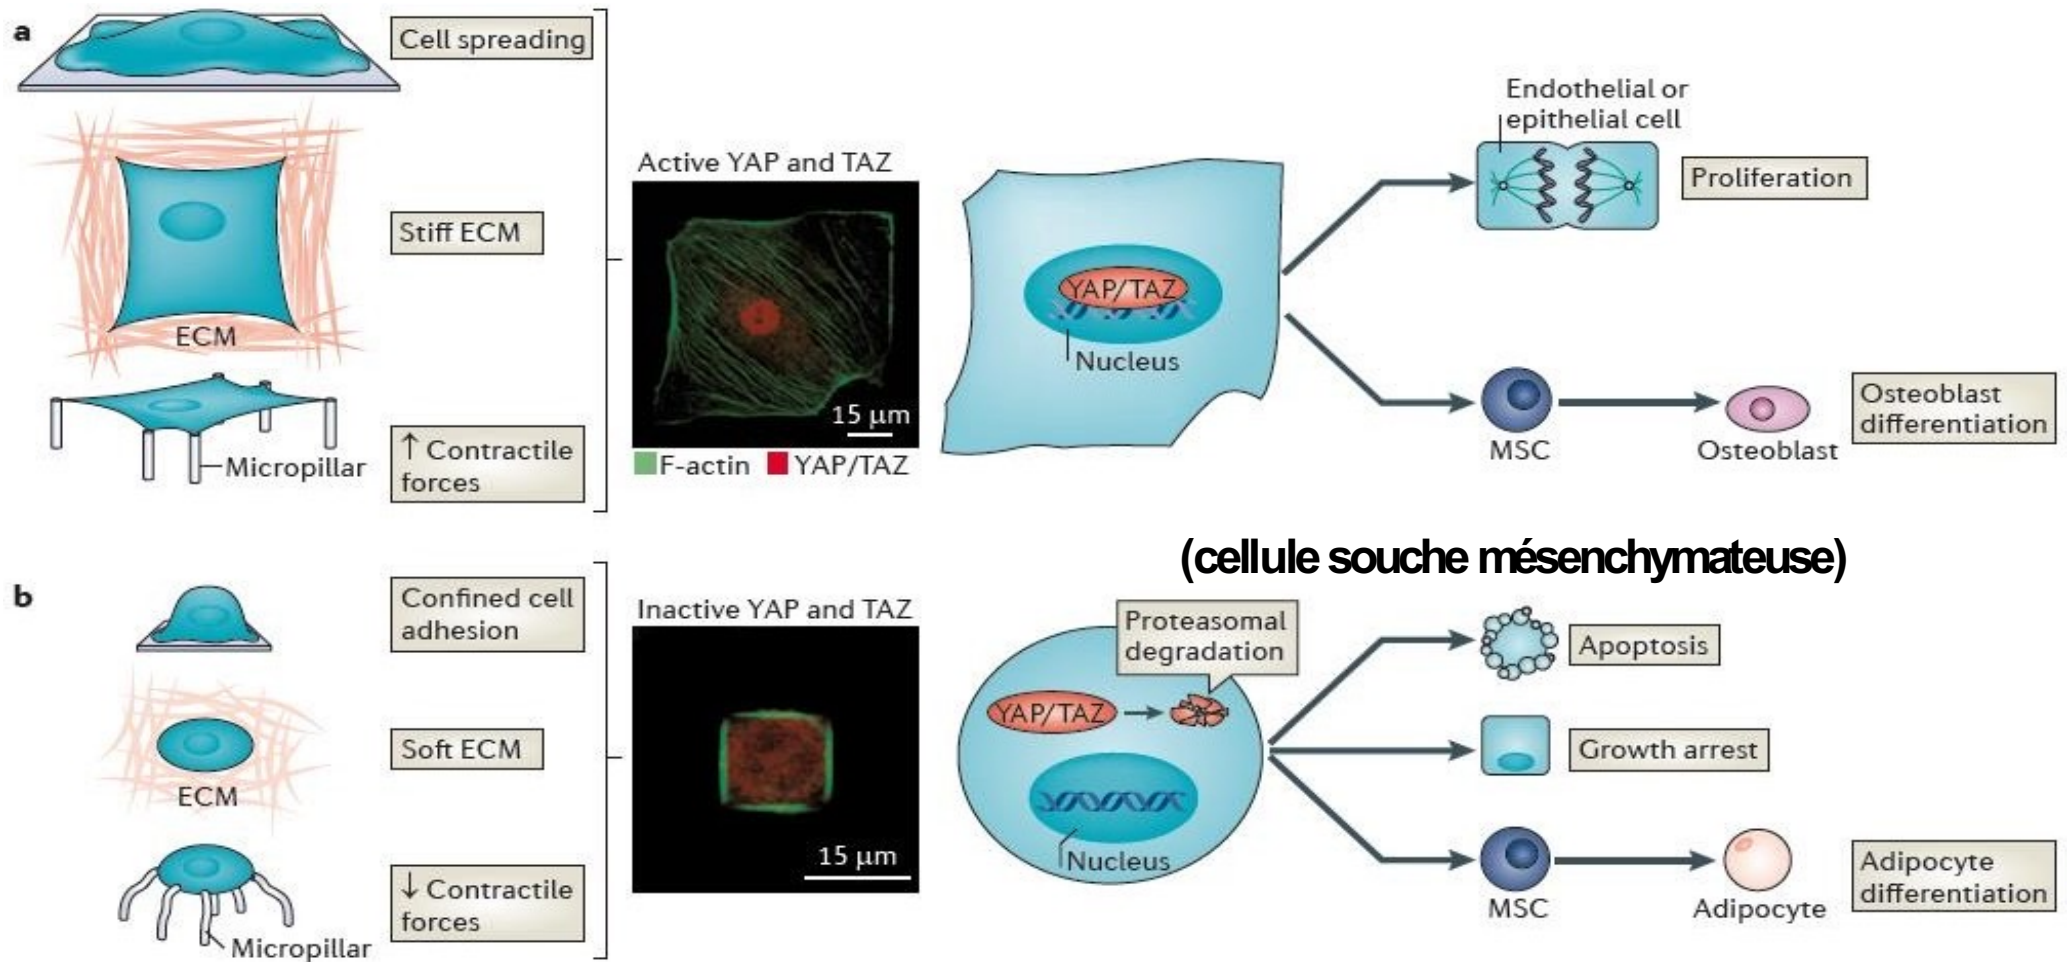 a
Cell spreading
Stiff ECM
ECM
↑ Contractile
forces
Micropillar
Active YAP and TAZ
15 µm
F-actin YAP/TAZ
YAP/TAZ
Nucleus
Endothelial or
epithelial cell
Proliferation
MSC
Osteoblast
Osteoblast
differentiation
(cellule souche mésenchymateuse)
b
Confined cell
adhesion
Soft ECM
ECM
↓ Contractile
forces
Micropillar
Inactive YAP and TAZ
15 µm
Proteasomal
degradation
YAP/TAZ
Nucleus
Apoptosis
Growth arrest
MSC
Adipocyte
Adipocyte
differentiation